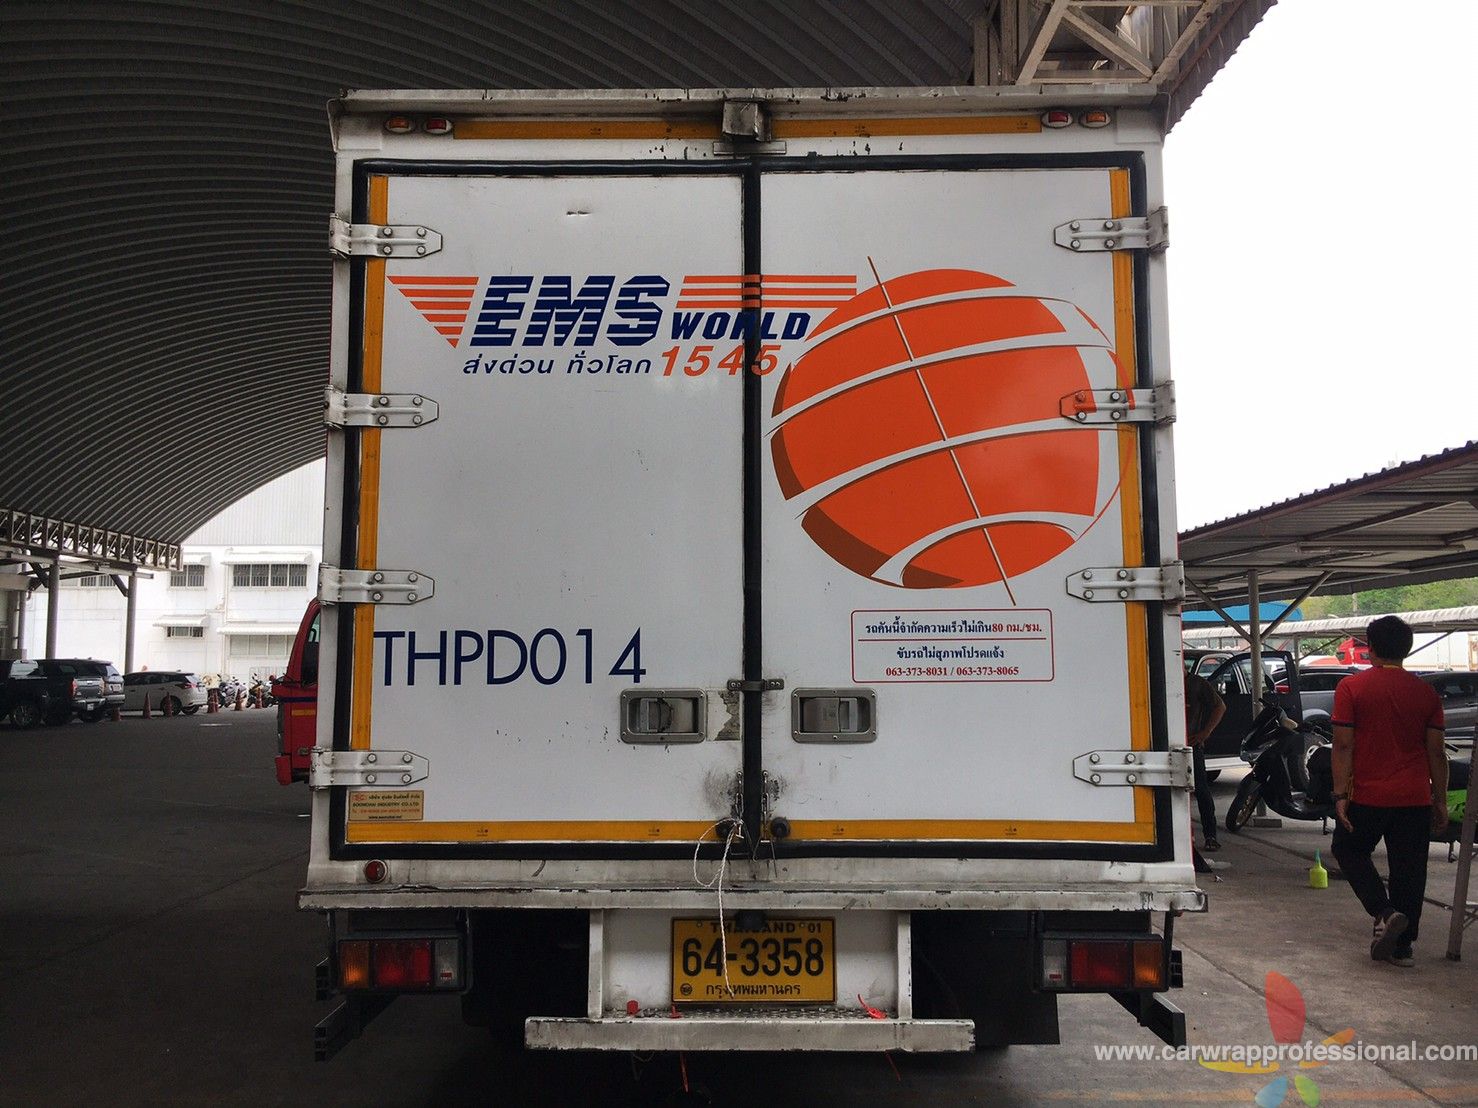 EMS WORLD
ส่งด่วน ทั่วโลก 1545
THPD014
รถคันนี้จำกัดความเร็วไม่เกิน80 กม./ชม.
ขับรถไม่สุภาพโปรดแจ้ง
063-373-8031 / 063-373-8065
SOONCHAI INDUSTRY CO.LTD.
THAILAND 01
64-3358
กรุงเทพมหานคร
www.carwrapprofessional.com